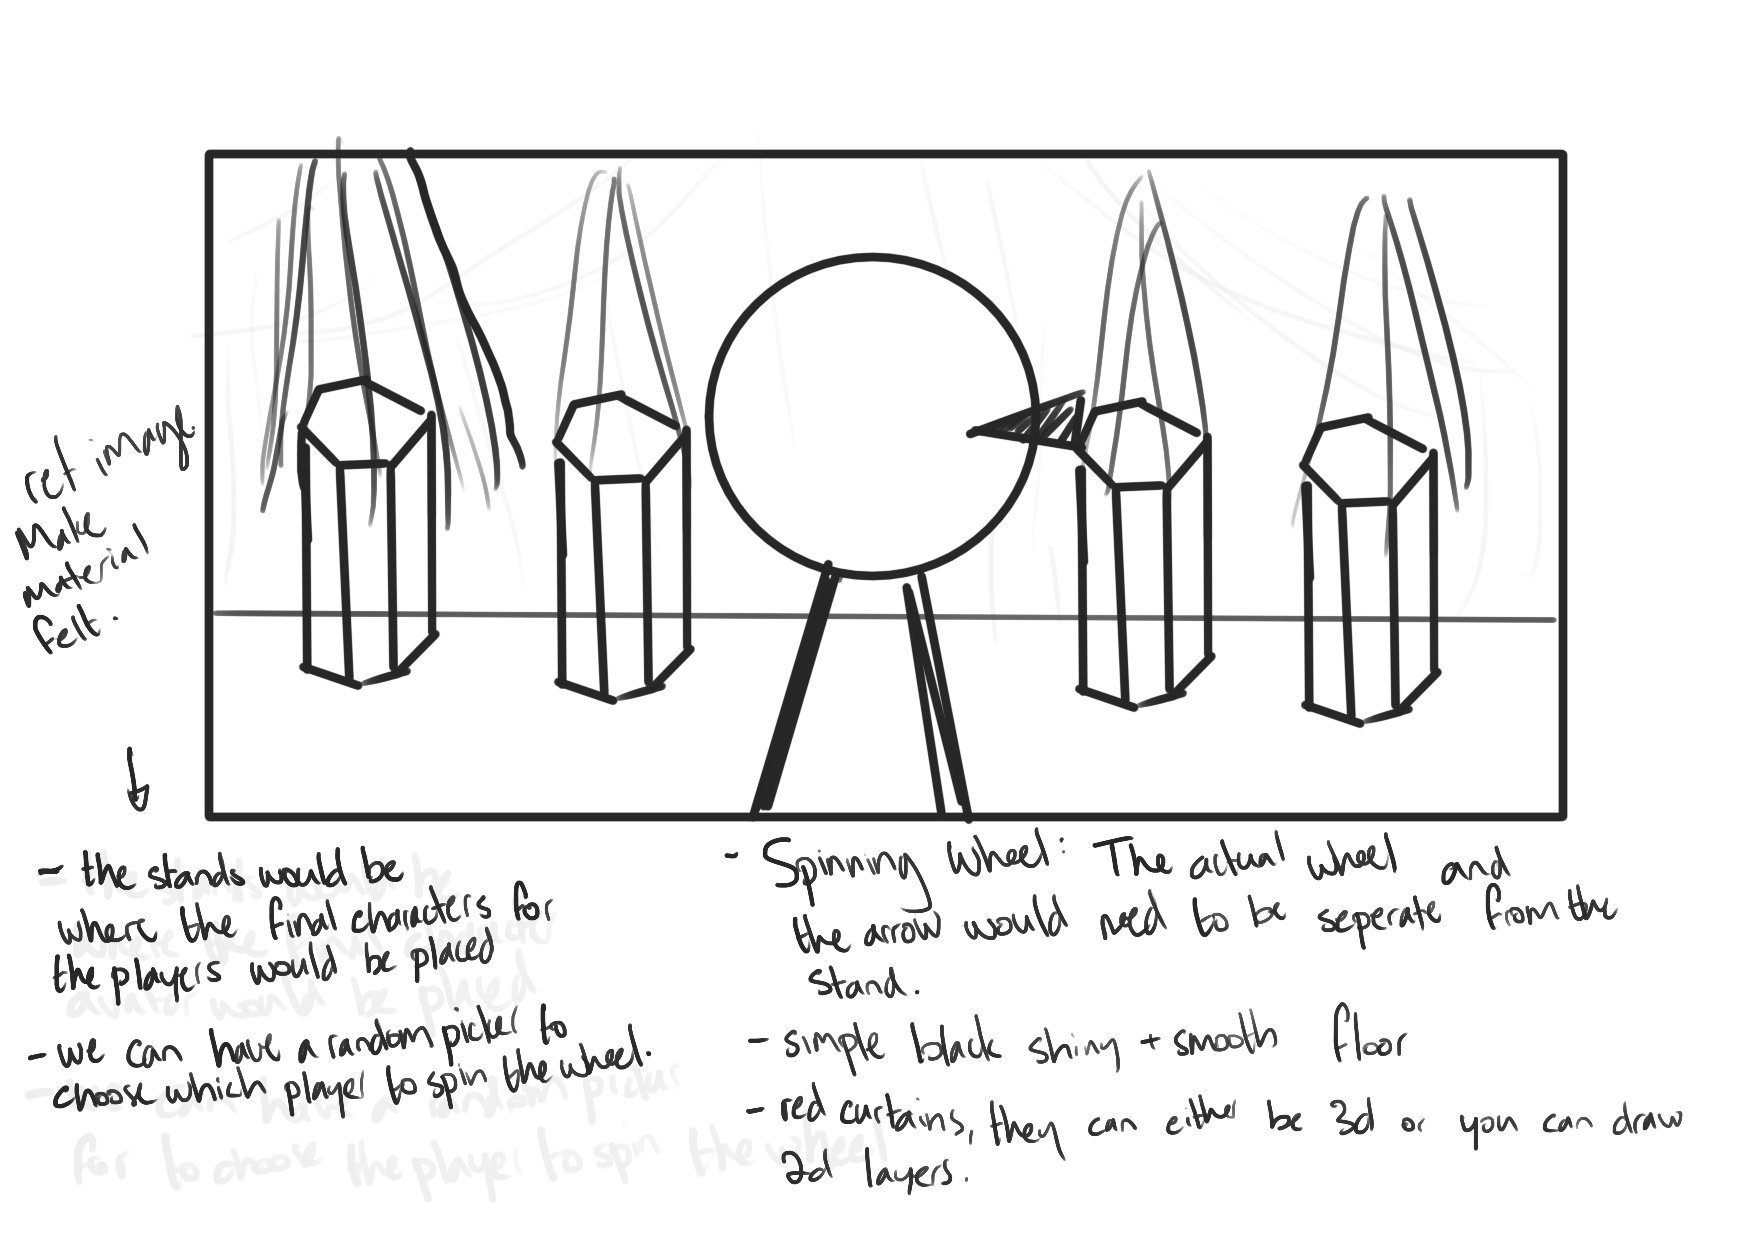 ref image.
Make
material
felt.
- the stands would be
where the final characters for
the players would be placed
- we can have a random picker to
choose which player to spin the wheel.
- Spinning wheel: The actual wheel and
the arrow would need to be seperate from the
stand.
- simple black shiny + smooth floor
- red curtains, they can either be 3d or you can draw
2d layers.